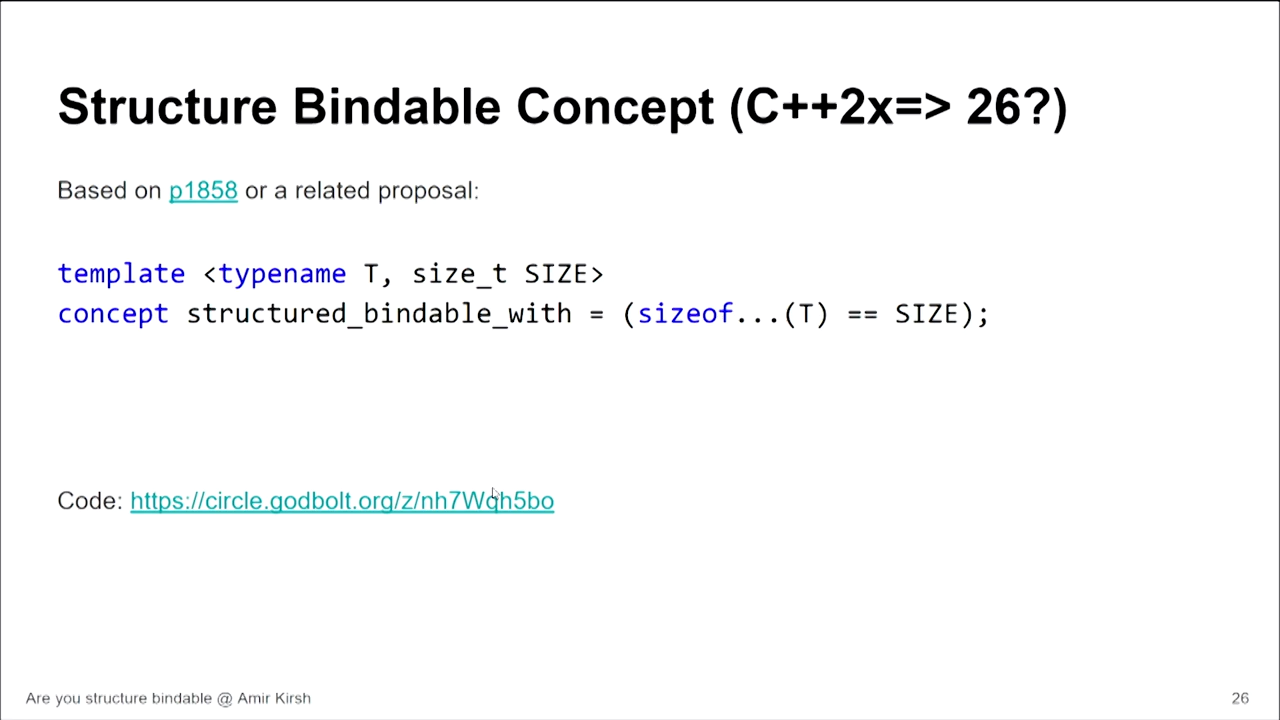 Structure Bindable Concept (C++2x=> 26?)
Based on p1858 or a related proposal:
template <typename T, size_t SIZE>
concept structured_bindable_with = (sizeof...(T) == SIZE);
Code: https://circle.godbolt.org/z/nh7Wqh5bo
Are you structure bindable @ Amir Kirsh
26